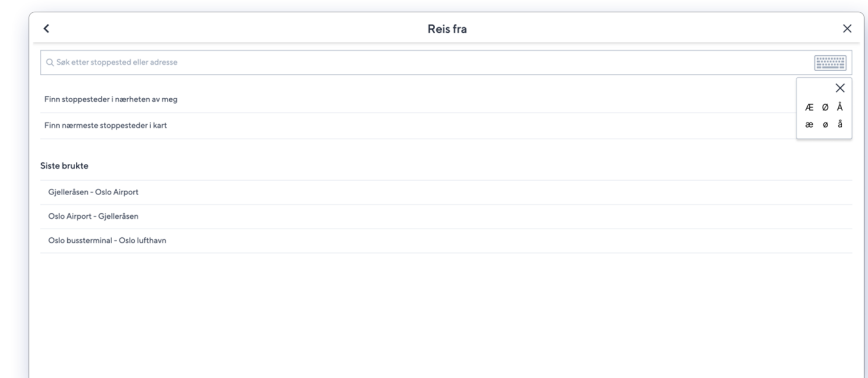 Reis fra
Søk etter stoppested eller adresse
Finn stoppesteder i nærheten av meg
Æ Ø Å
Finn nærmeste stoppesteder i kart
æ ø å
Siste brukte
Gjelleråsen - Oslo Airport
Oslo Airport - Gjelleråsen
Oslo bussterminal - Oslo lufthavn